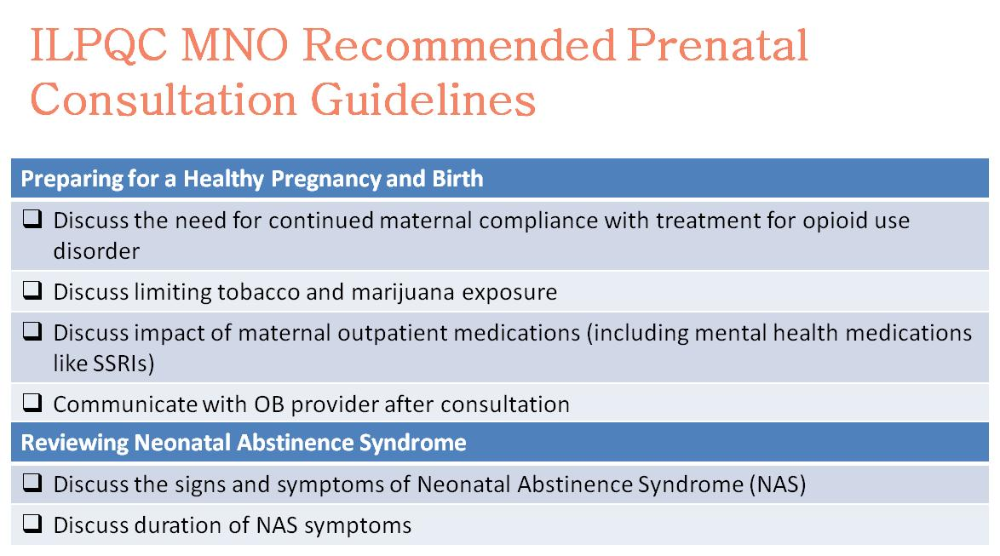 ILPQC MNO Recommended Prenatal
Consultation Guidelines
Preparing for a Healthy Pregnancy and Birth
Discuss the need for continued maternal compliance with treatment for opioid use
disorder
Discuss limiting tobacco and marijuana exposure
Discuss impact of maternal outpatient medications (including mental health medications
like SSRIs)
Communicate with OB provider after consultation
Reviewing Neonatal Abstinence Syndrome
Discuss the signs and symptoms of Neonatal Abstinence Syndrome (NAS)
Discuss duration of NAS symptoms